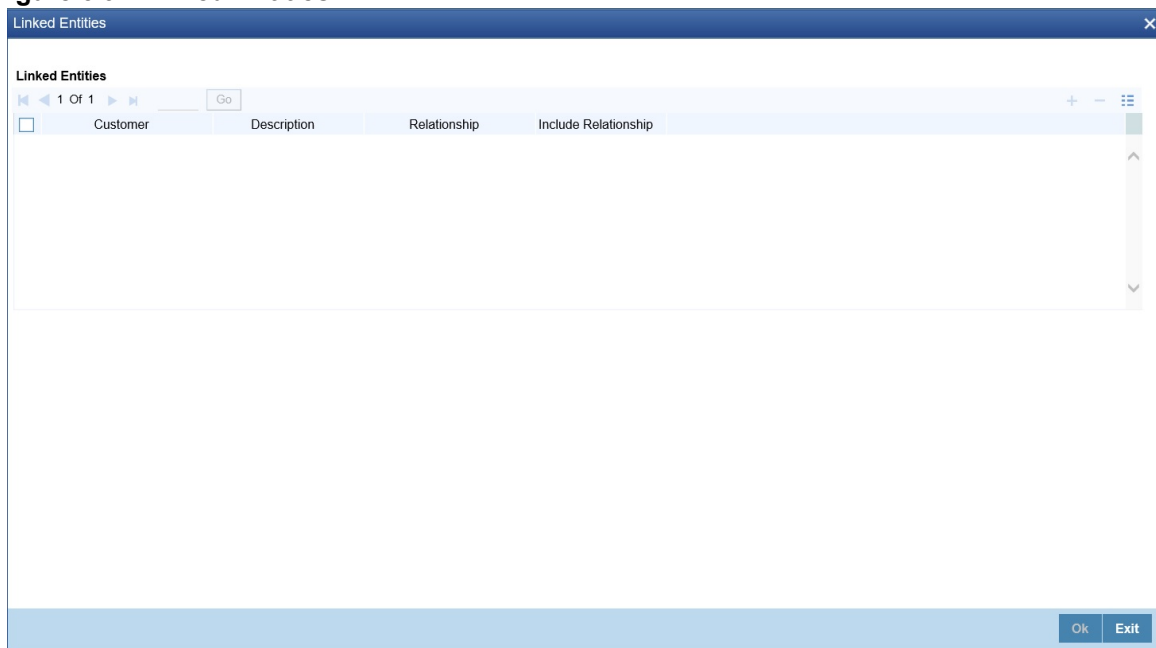 Linked Entities
Linked Entities
1 Of 1 Go
Customer Description Relationship Include Relationship
Ok Exit